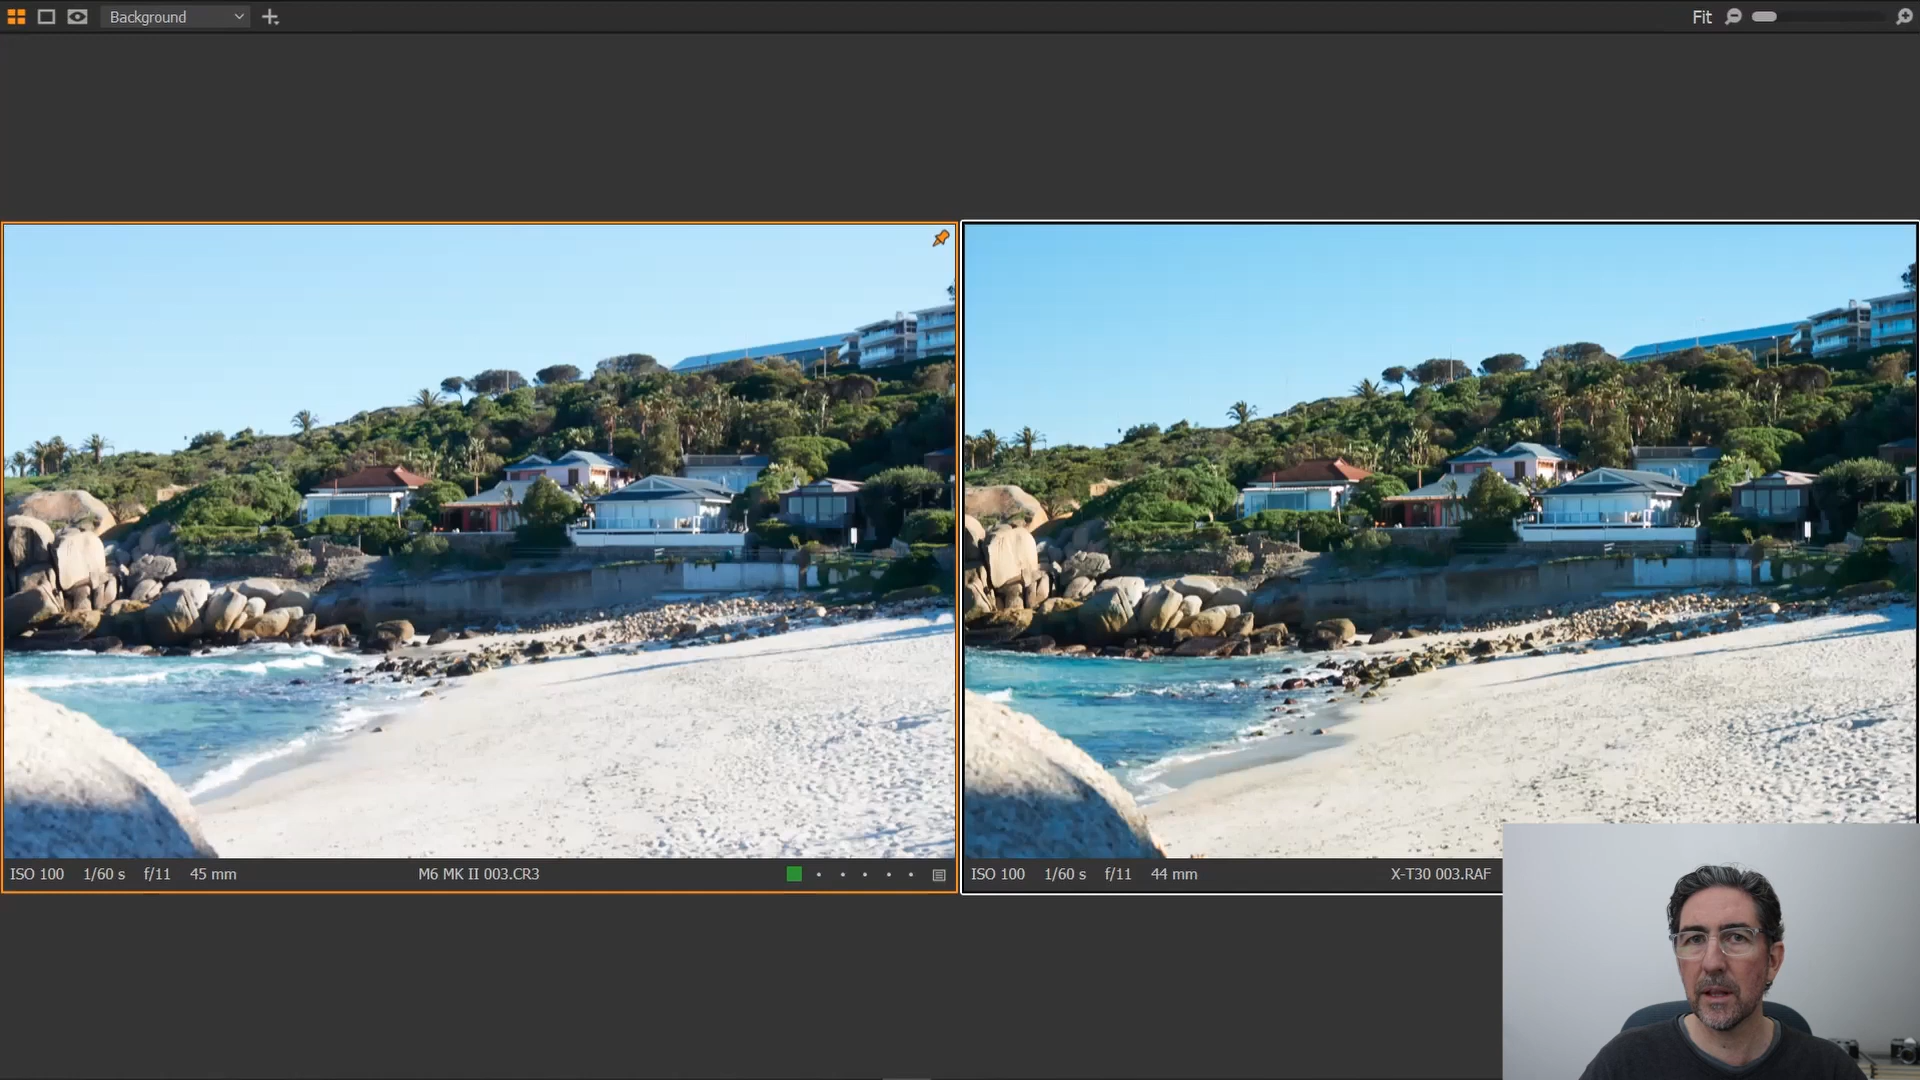 Background
Fit
ISO 100 1/60 s f/11 45 mm M6 MK II 003.CR3
ISO 100 1/60 s f/11 44 mm X-T30 003.RAF